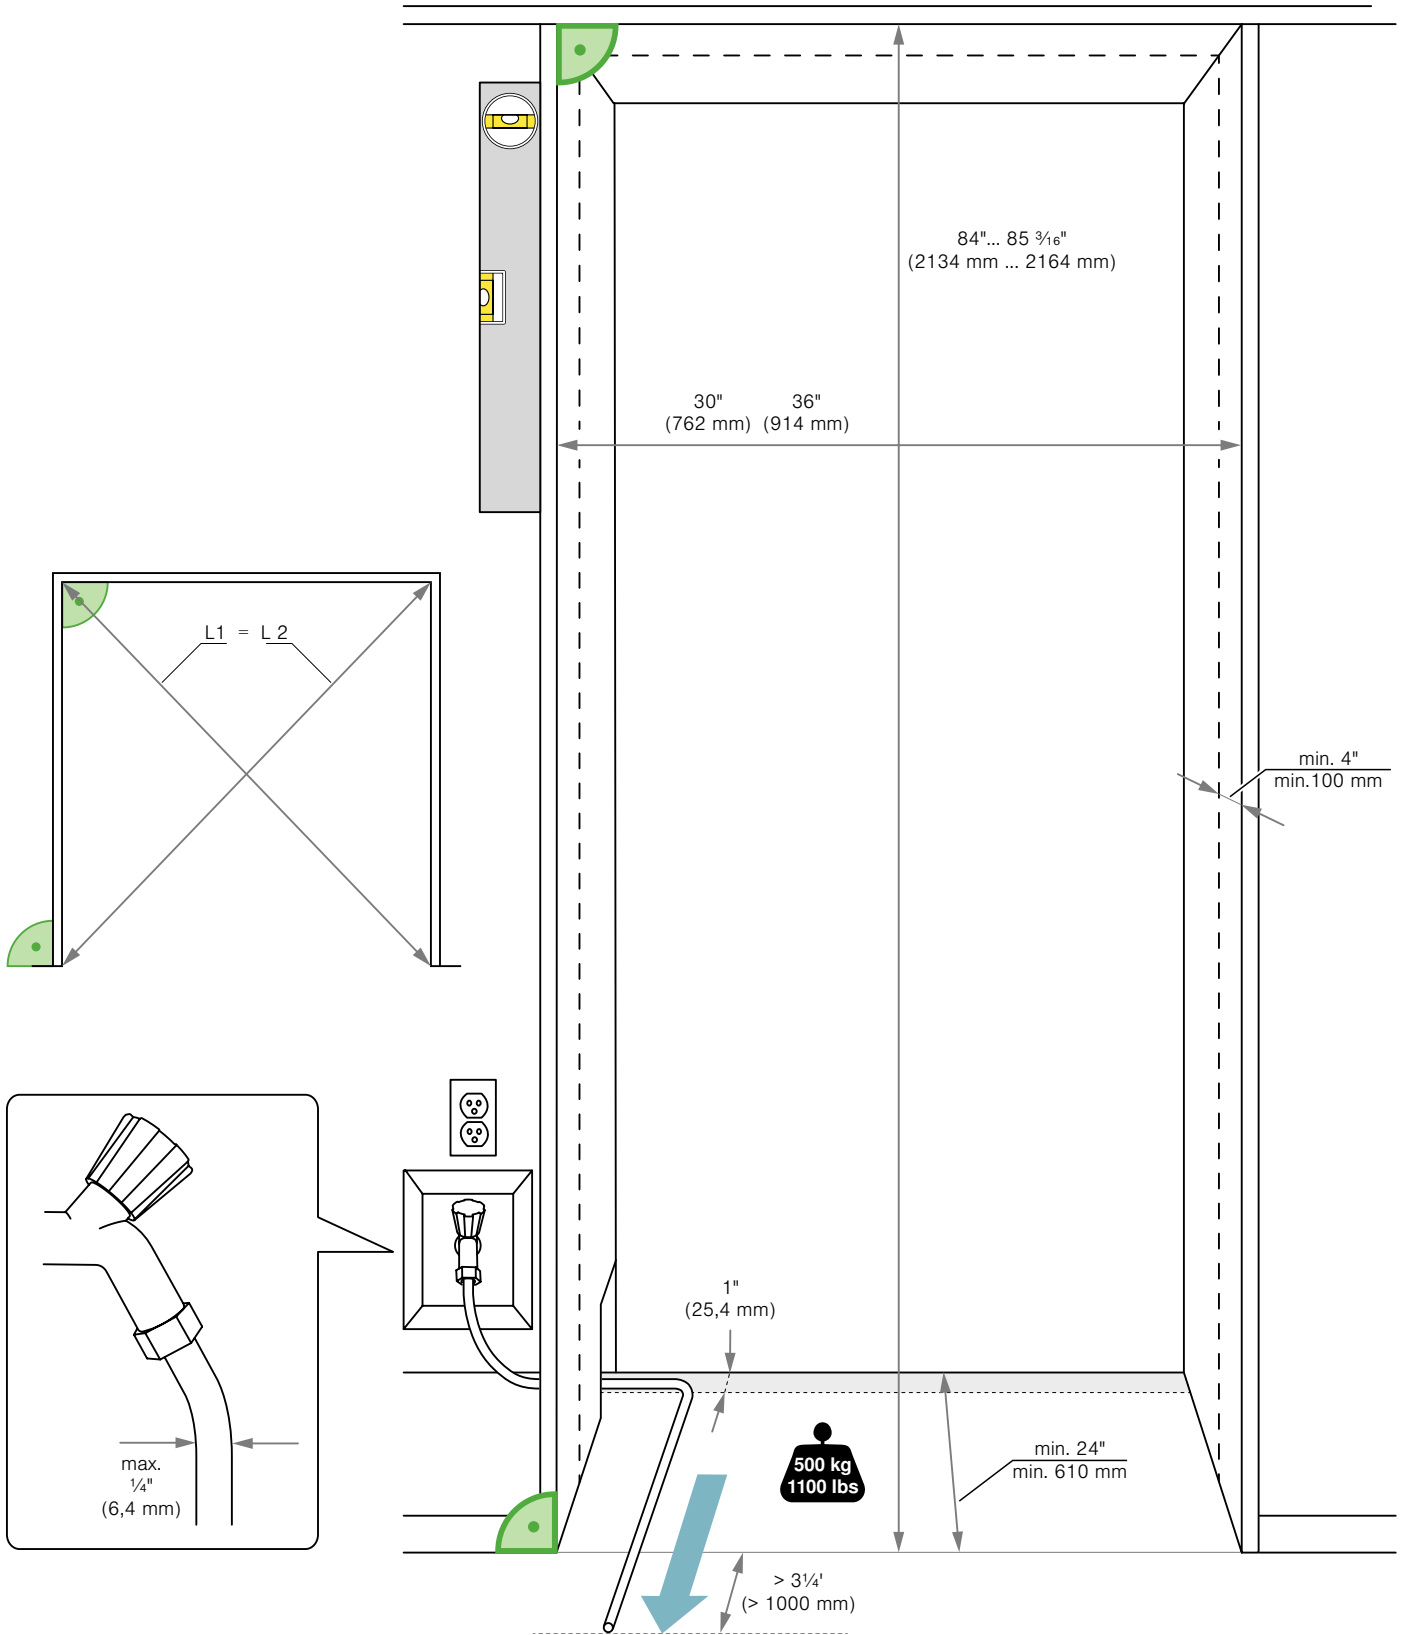 84"... 85 ³⁄₁₆"
(2134 mm ... 2164 mm)
30" 36"
(762 mm) (914 mm)
L1 = L 2
min. 4"
min.100 mm
1"
(25,4 mm)
max.
¼"
(6,4 mm)
500 kg
1100 lbs
min. 24"
min. 610 mm
> 3¼'
(> 1000 mm)